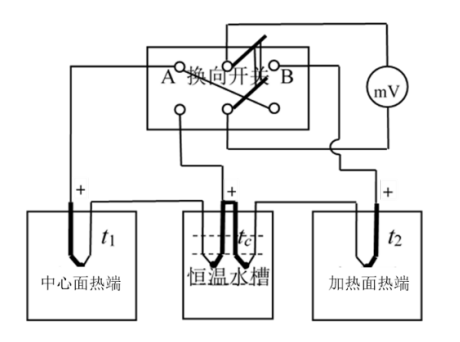 A 换向开关 B
mV
+ + +
t₁ t_c t₂
中心面热端 恒温水槽 加热面热端